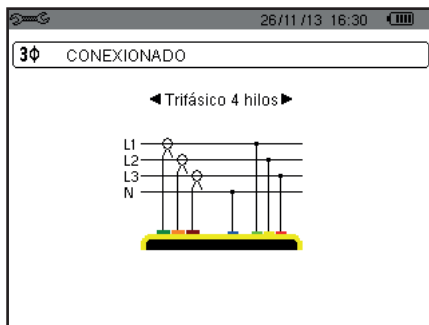 26/11/13 16:30
3Φ CONEXIONADO
◄Trifásico 4 hilos►
L1
L2
L3
N